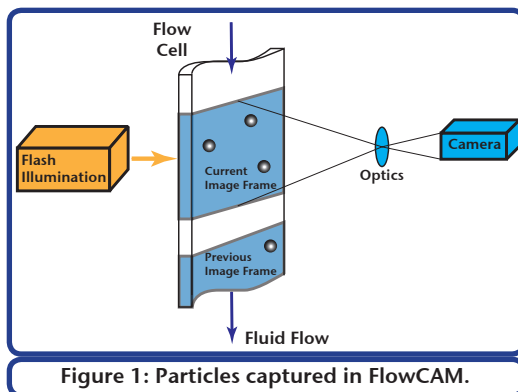 Flow
Cell
Flash
Illumination
Current
Image Frame
Camera
Optics
Previous
Image Frame
Fluid Flow
Figure 1: Particles captured in FlowCAM.